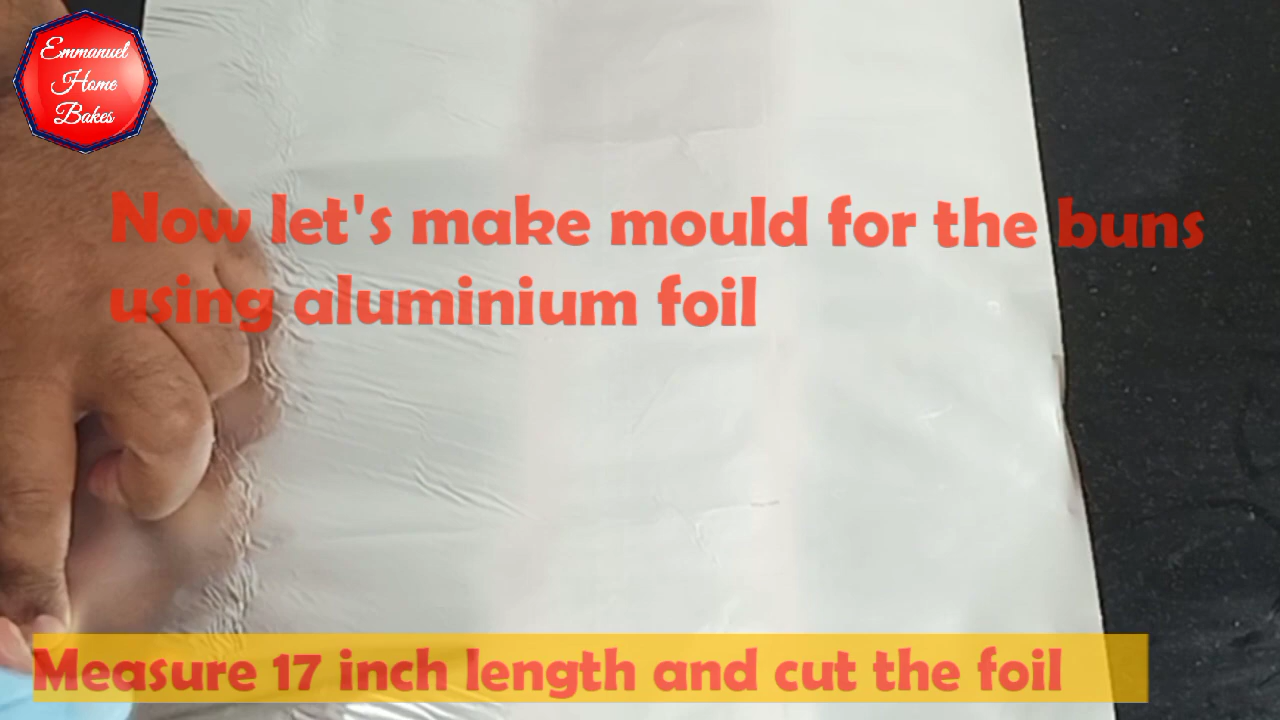 Emmanuel
Home
Bakes
Now let's make mould for the buns
using aluminium foil
Measure 17 inch length and cut the foil